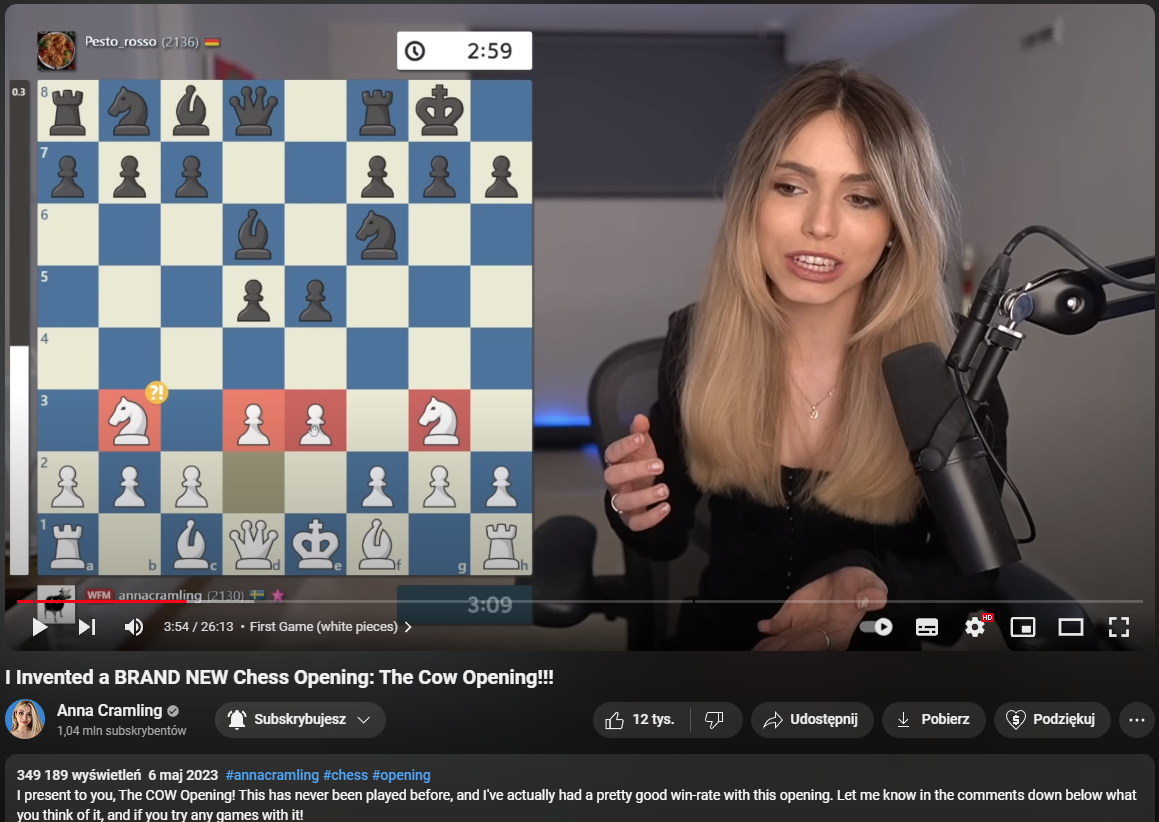 Pesto_rosso (2136)
2:59
0.3
8
7
6
5
4
?!
3
2
1
a b c d e f g h
WFM annacramling (2130)
3:09
3:54 / 26:13 • First Game (white pieces)
HD
I Invented a BRAND NEW Chess Opening: The Cow Opening!!!
Anna Cramling
1,04 mln subskrybentów
Subskrybujesz
12 tys.
Udostępnij
Pobierz
Podziękuj
349 189 wyświetleń 6 maj 2023 #annacramling #chess #opening
I present to you, The COW Opening! This has never been played before, and I've actually had a pretty good win-rate with this opening. Let me know in the comments down below what
you think of it, and if you try any games with it!